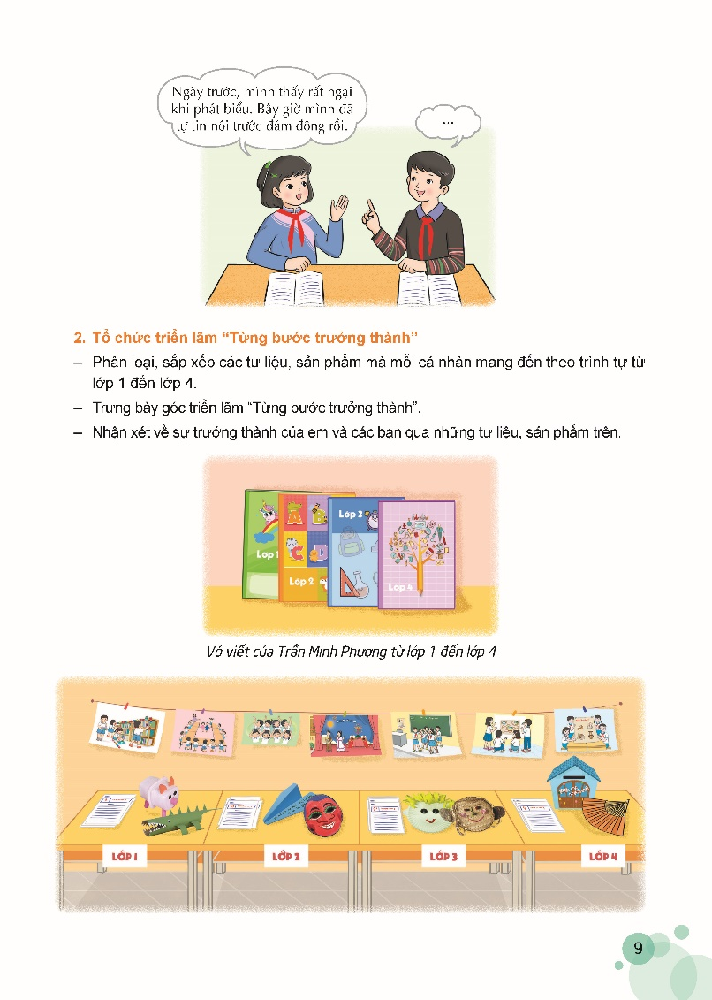 Ngày trước, mình thấy rất ngại
khi phát biểu. Bây giờ mình đã
tự tin nói trước đám đông rồi.
...
2. Tổ chức triển lãm “Từng bước trưởng thành”
– Phân loại, sắp xếp các tư liệu, sản phẩm mà mỗi cá nhân mang đến theo trình tự từ
lớp 1 đến lớp 4.
– Trưng bày góc triển lãm “Từng bước trưởng thành”.
– Nhận xét về sự trưởng thành của em và các bạn qua những tư liệu, sản phẩm trên.
Lớp 1
A B
C D
Lớp 2
Lớp 3
Lớp 4
Vở viết của Trần Minh Phượng từ lớp 1 đến lớp 4
LỚP 1
LỚP 2
LỚP 3
LỚP 4
9